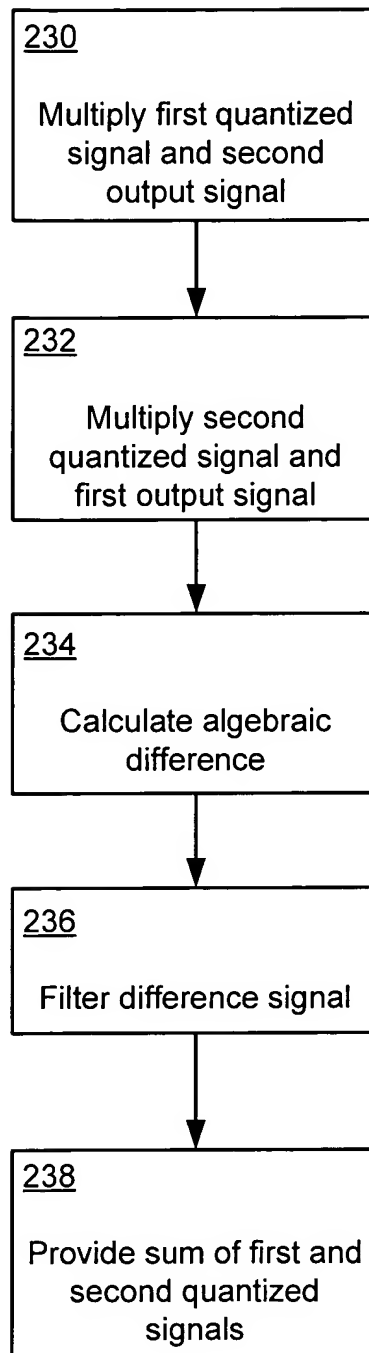 230
Multiply first quantized
signal and second
output signal
232
Multiply second
quantized signal and
first output signal
234
Calculate algebraic
difference
236
Filter difference signal
238
Provide sum of first and
second quantized
signals